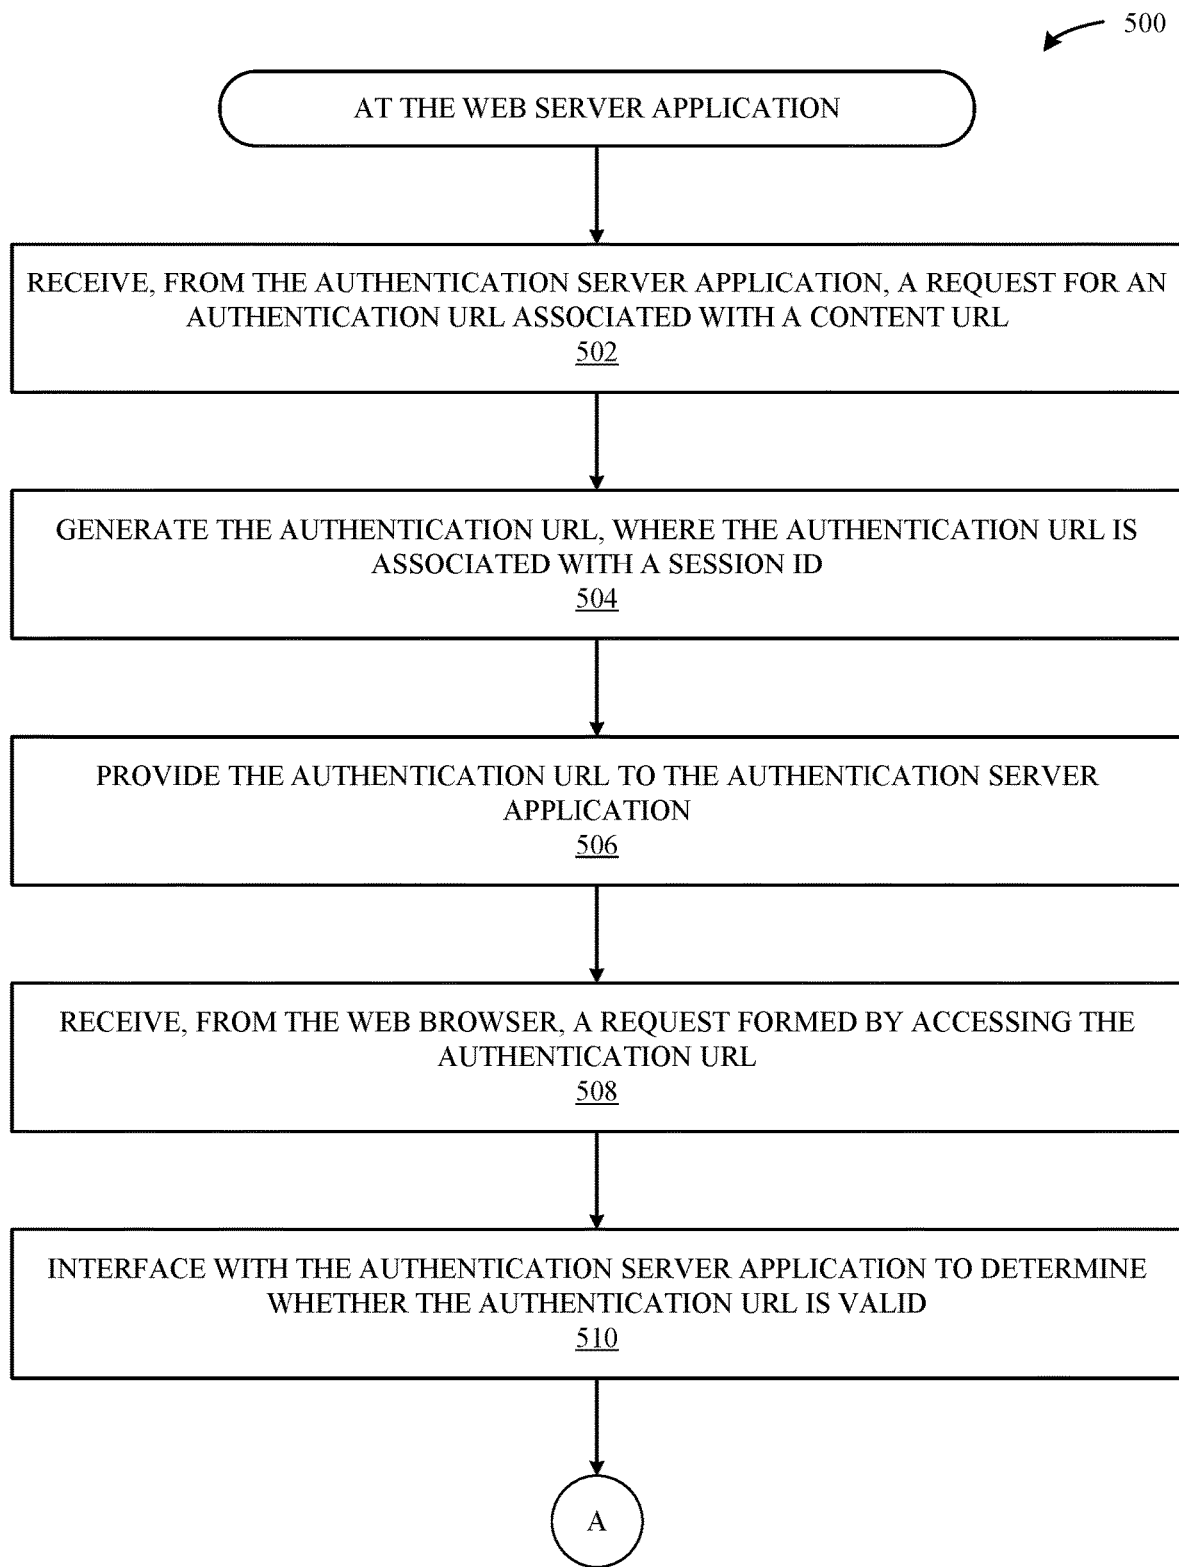 500
AT THE WEB SERVER APPLICATION
RECEIVE, FROM THE AUTHENTICATION SERVER APPLICATION, A REQUEST FOR AN
AUTHENTICATION URL ASSOCIATED WITH A CONTENT URL
502
GENERATE THE AUTHENTICATION URL, WHERE THE AUTHENTICATION URL IS
ASSOCIATED WITH A SESSION ID
504
PROVIDE THE AUTHENTICATION URL TO THE AUTHENTICATION SERVER
APPLICATION
506
RECEIVE, FROM THE WEB BROWSER, A REQUEST FORMED BY ACCESSING THE
AUTHENTICATION URL
508
INTERFACE WITH THE AUTHENTICATION SERVER APPLICATION TO DETERMINE
WHETHER THE AUTHENTICATION URL IS VALID
510
A